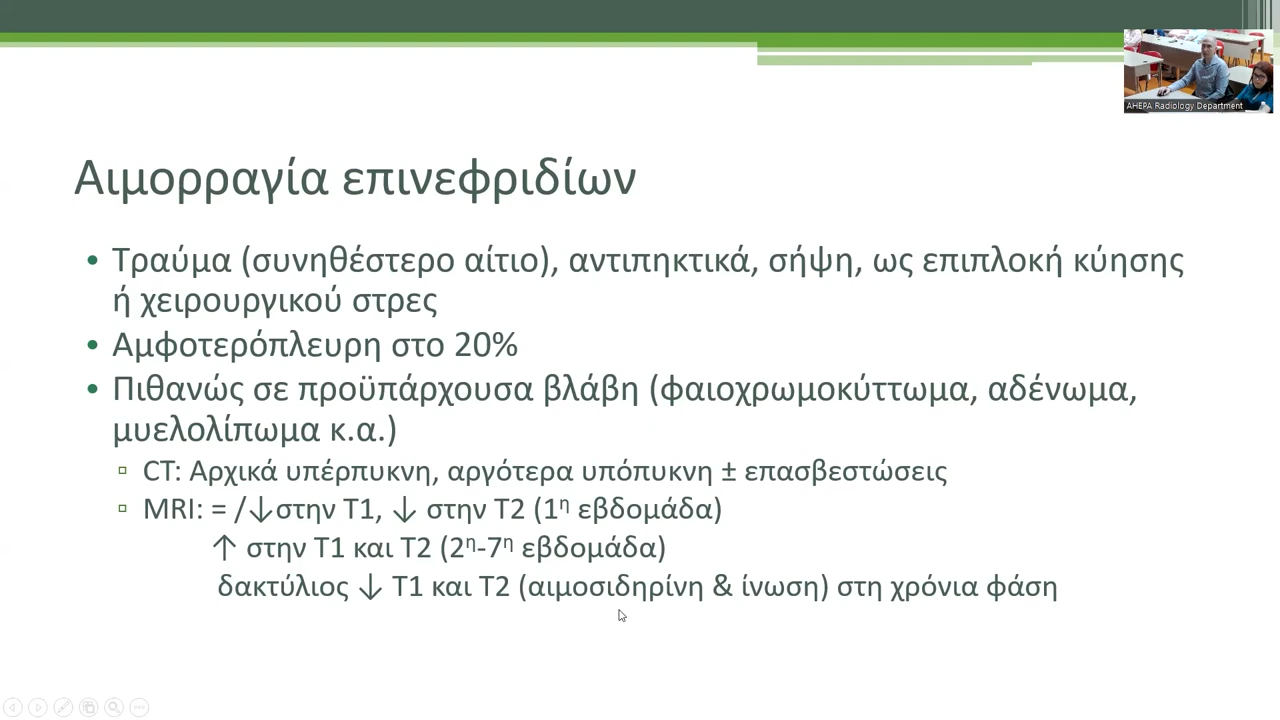 AHEPA Radiology Department
Αιμορραγία επινεφριδίων
• Τραύμα (συνηθέστερο αίτιο), αντιπηκτικά, σήψη, ως επιπλοκή κύησης
ή χειρουργικού στρες
• Αμφοτερόπλευρη στο 20%
• Πιθανώς σε προϋπάρχουσα βλάβη (φαιοχρωμοκύττωμα, αδένωμα,
μυελολίπωμα κ.α.)
▫ CT: Αρχικά υπέρπυκνη, αργότερα υπόπυκνη ± επασβεστώσεις
▫ MRI: = /↓στην T1, ↓ στην T2 (1η εβδομάδα)
↑ στην T1 και T2 (2η-7η εβδομάδα)
δακτύλιος ↓ T1 και T2 (αιμοσιδηρίνη & ίνωση) στη χρόνια φάση